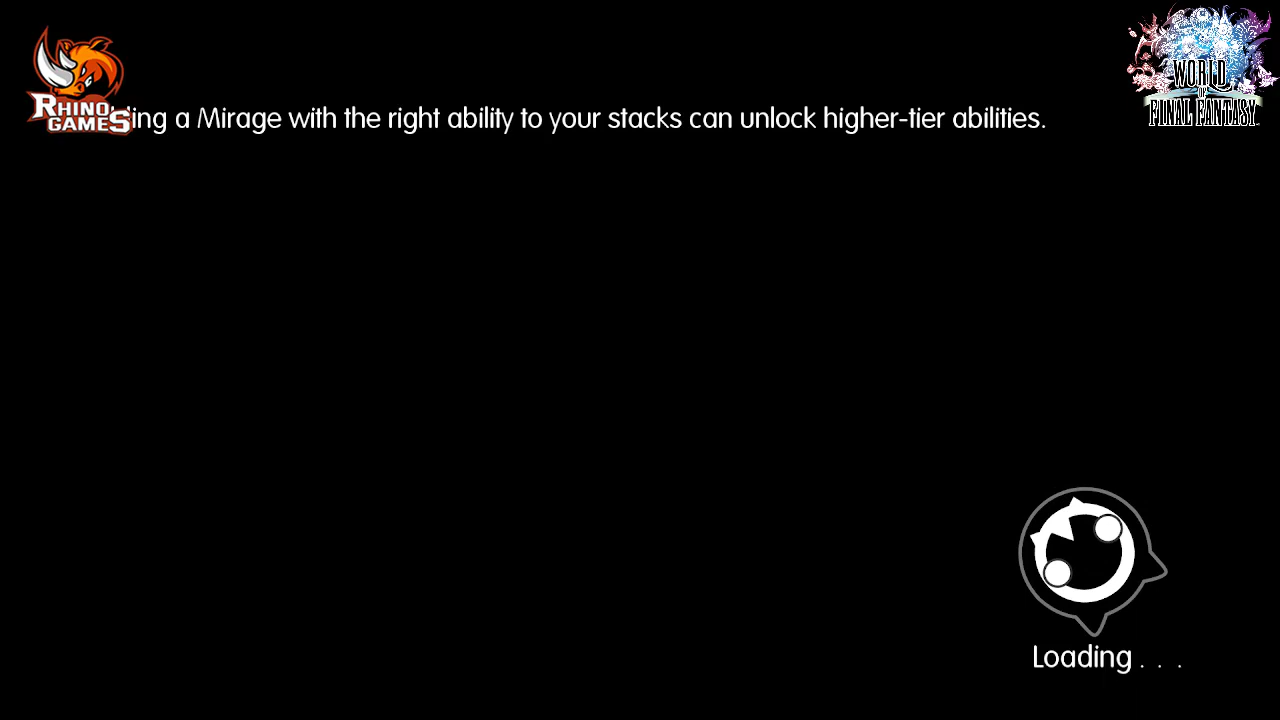 RHINO
GAMES
ing a Mirage with the right ability to your stacks can unlock higher-tier abilities.
WORLD
OF
FINAL FANTASY
Loading . . .